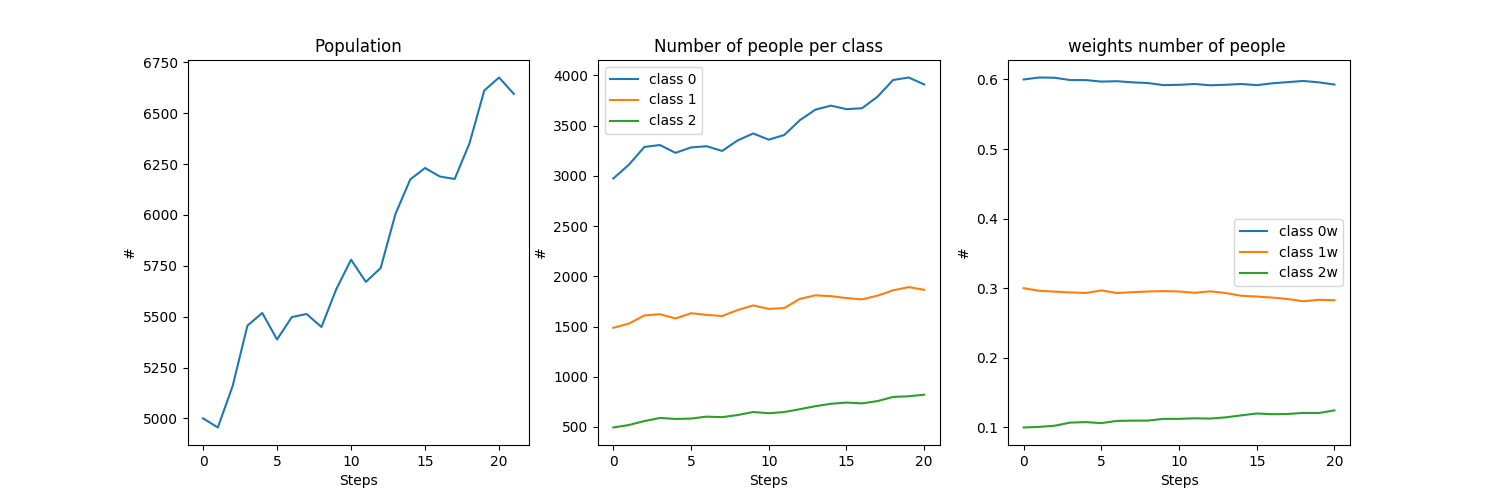 Population
6750
6500
6250
6000
5750
5500
5250
5000
#
0 5 10 15 20
Steps
Number of people per class
4000
3500
3000
2500
2000
1500
1000
500
#
class 0
class 1
class 2
0 5 10 15 20
Steps
weights number of people
0.6
0.5
0.4
0.3
0.2
0.1
#
class 0w
class 1w
class 2w
0 5 10 15 20
Steps